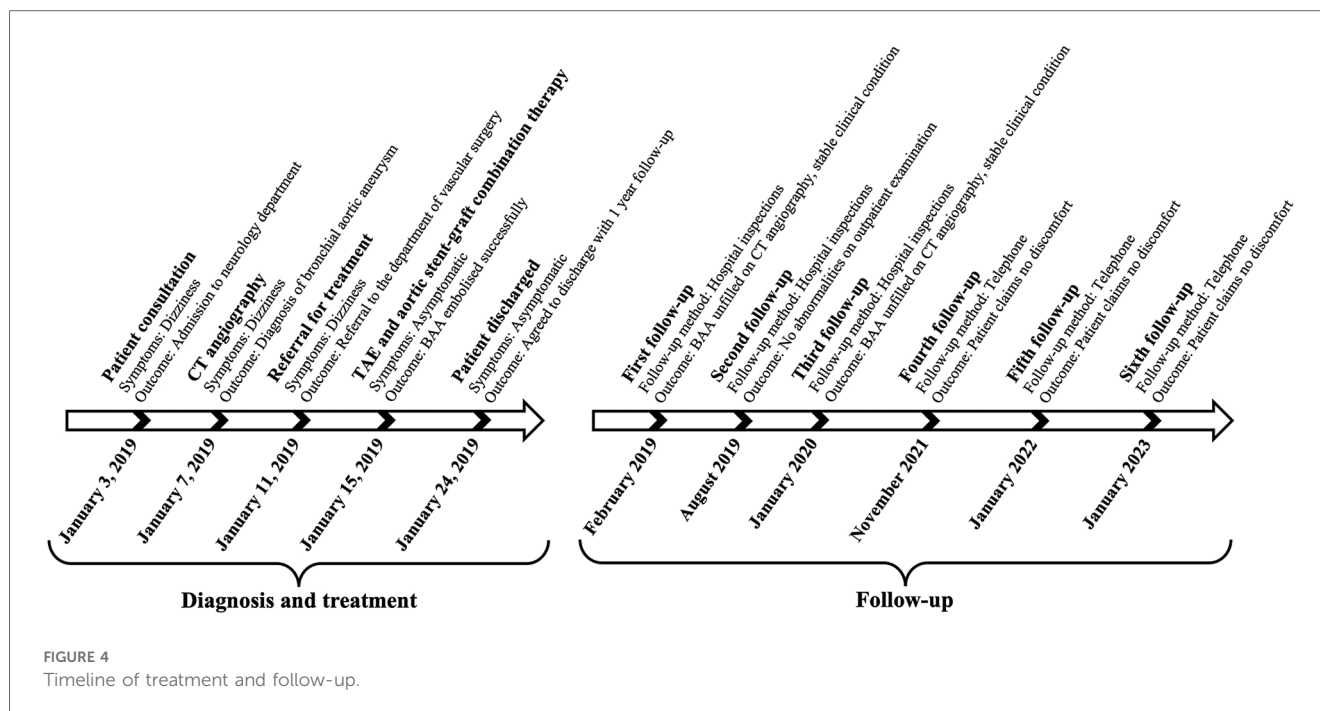 Patient consultation
Symptoms: Dizziness
Outcome: Admission to neurology department
CT angiography
Symptoms: Dizziness
Outcome: Diagnosis of bronchial aortic aneurysm
Referral for treatment
Symptoms: Dizziness
Outcome: Referral to the department of vascular surgery
TAE and aortic stent-graft combination therapy
Symptoms: Asymptomatic
Outcome: BAA embolised successfully
Patient discharged
Symptoms: Asymptomatic
Outcome: Agreed to discharge with 1 year follow-up
January 3, 2019
January 7, 2019
January 11, 2019
January 15, 2019
January 24, 2019
Diagnosis and treatment
First follow-up
Follow-up method: Hospital inspections
Outcome: BAA unfilled on CT angiography, stable clinical condition
Second follow-up
Follow-up method: Hospital inspections
Outcome: No abnormalities on outpatient examination
Third follow-up
Follow-up method: Hospital inspections
Outcome: BAA unfilled on CT angiography, stable clinical condition
Fourth follow-up
Follow-up method: Telephone
Outcome: Patient claims no discomfort
Fifth follow-up
Follow-up method: Telephone
Outcome: Patient claims no discomfort
Sixth follow-up
Follow-up method: Telephone
Outcome: Patient claims no discomfort
February 2019
August 2019
January 2020
November 2021
January 2022
January 2023
Follow-up
FIGURE 4
Timeline of treatment and follow-up.